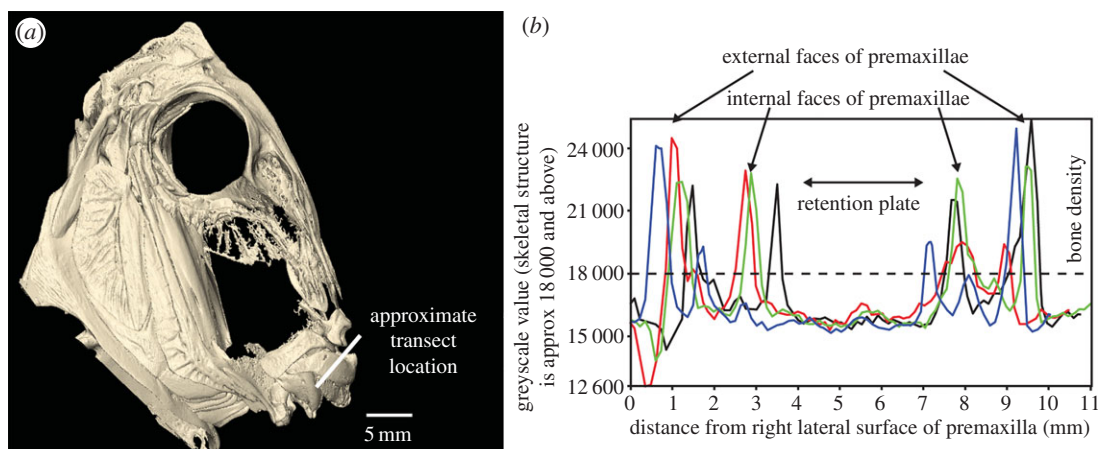 (a)
approximate
transect
location
5 mm
(b)
external faces of premaxillae
internal faces of premaxillae
greyscale value (skeletal structure
is approx 18 000 and above)
24 000
21 000
18 000
15 000
12 600
retention plate
bone density
0 1 2 3 4 5 6 7 8 9 10 11
distance from right lateral surface of premaxilla (mm)